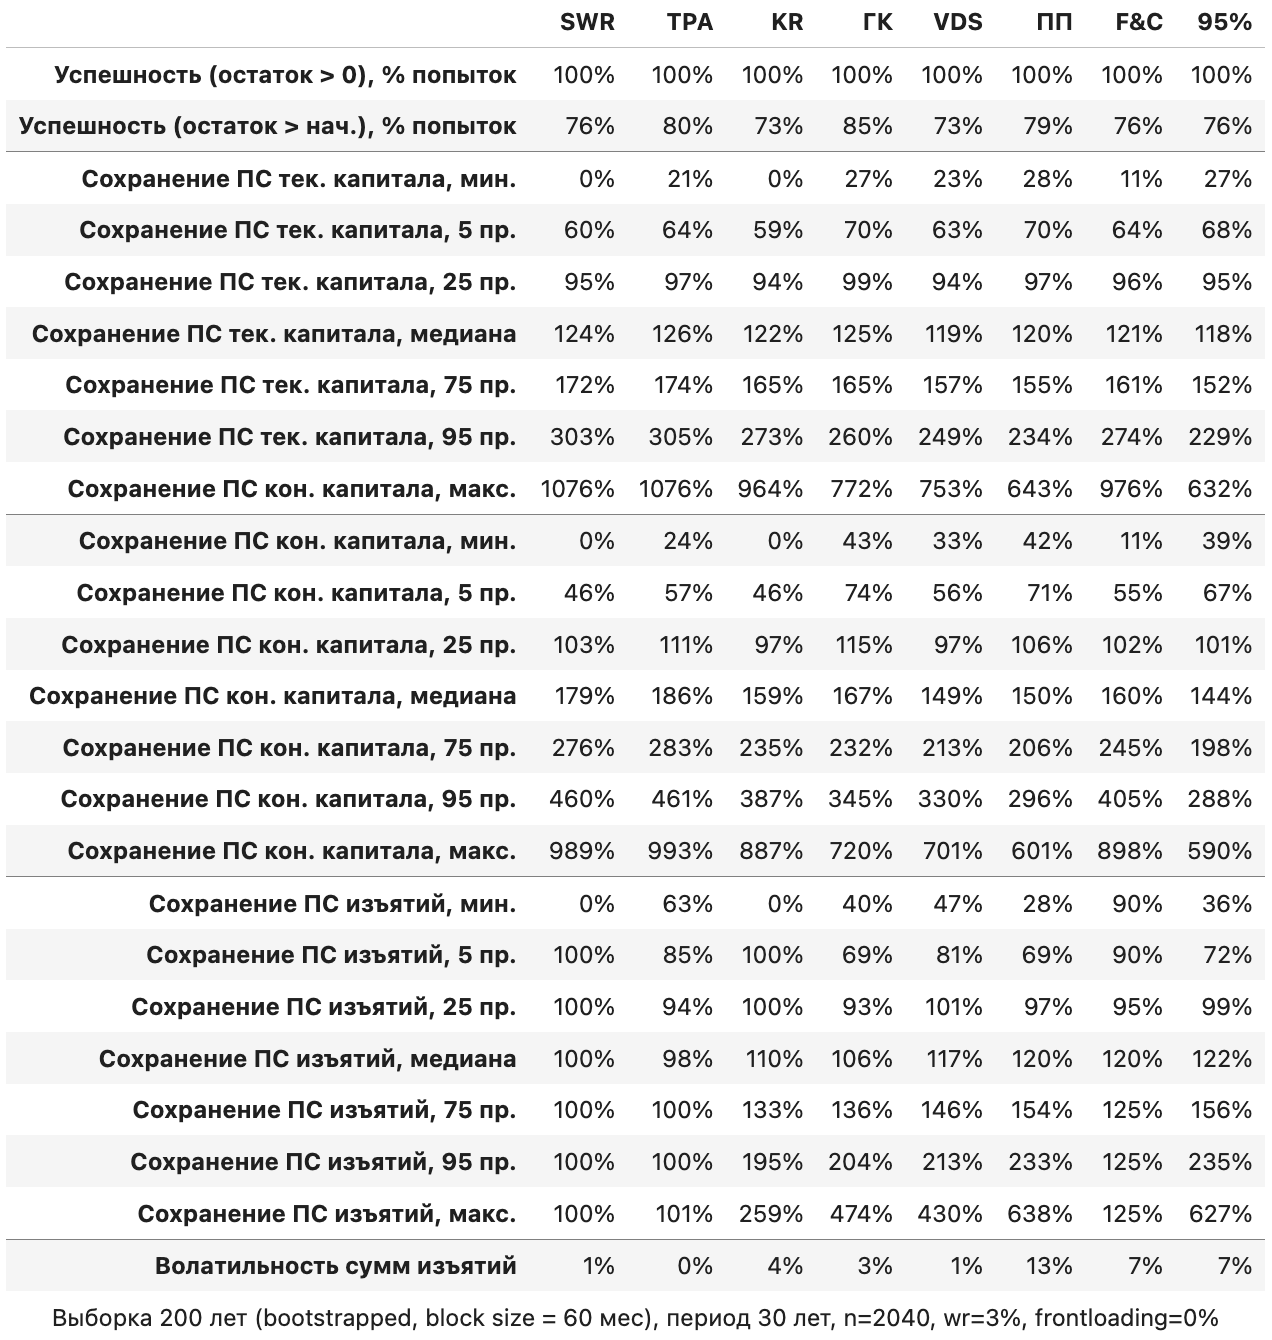 SWR TPA KR ГК VDS ПП F&C 95%
Успешность (остаток > 0), % попыток 100% 100% 100% 100% 100% 100% 100% 100%
Успешность (остаток > нач.), % попыток 76% 80% 73% 85% 73% 79% 76% 76%
Сохранение ПС тек. капитала, мин. 0% 21% 0% 27% 23% 28% 11% 27%
Сохранение ПС тек. капитала, 5 пр. 60% 64% 59% 70% 63% 70% 64% 68%
Сохранение ПС тек. капитала, 25 пр. 95% 97% 94% 99% 94% 97% 96% 95%
Сохранение ПС тек. капитала, медиана 124% 126% 122% 125% 119% 120% 121% 118%
Сохранение ПС тек. капитала, 75 пр. 172% 174% 165% 165% 157% 155% 161% 152%
Сохранение ПС тек. капитала, 95 пр. 303% 305% 273% 260% 249% 234% 274% 229%
Сохранение ПС кон. капитала, макс. 1076% 1076% 964% 772% 753% 643% 976% 632%
Сохранение ПС кон. капитала, мин. 0% 24% 0% 43% 33% 42% 11% 39%
Сохранение ПС кон. капитала, 5 пр. 46% 57% 46% 74% 56% 71% 55% 67%
Сохранение ПС кон. капитала, 25 пр. 103% 111% 97% 115% 97% 106% 102% 101%
Сохранение ПС кон. капитала, медиана 179% 186% 159% 167% 149% 150% 160% 144%
Сохранение ПС кон. капитала, 75 пр. 276% 283% 235% 232% 213% 206% 245% 198%
Сохранение ПС кон. капитала, 95 пр. 460% 461% 387% 345% 330% 296% 405% 288%
Сохранение ПС кон. капитала, макс. 989% 993% 887% 720% 701% 601% 898% 590%
Сохранение ПС изъятий, мин. 0% 63% 0% 40% 47% 28% 90% 36%
Сохранение ПС изъятий, 5 пр. 100% 85% 100% 69% 81% 69% 90% 72%
Сохранение ПС изъятий, 25 пр. 100% 94% 100% 93% 101% 97% 95% 99%
Сохранение ПС изъятий, медиана 100% 98% 110% 106% 117% 120% 120% 122%
Сохранение ПС изъятий, 75 пр. 100% 100% 133% 136% 146% 154% 125% 156%
Сохранение ПС изъятий, 95 пр. 100% 100% 195% 204% 213% 233% 125% 235%
Сохранение ПС изъятий, макс. 100% 101% 259% 474% 430% 638% 125% 627%
Волатильность сумм изъятий 1% 0% 4% 3% 1% 13% 7% 7%
Выборка 200 лет (bootstrapped, block size = 60 мес), период 30 лет, n=2040, wr=3%, frontloading=0%